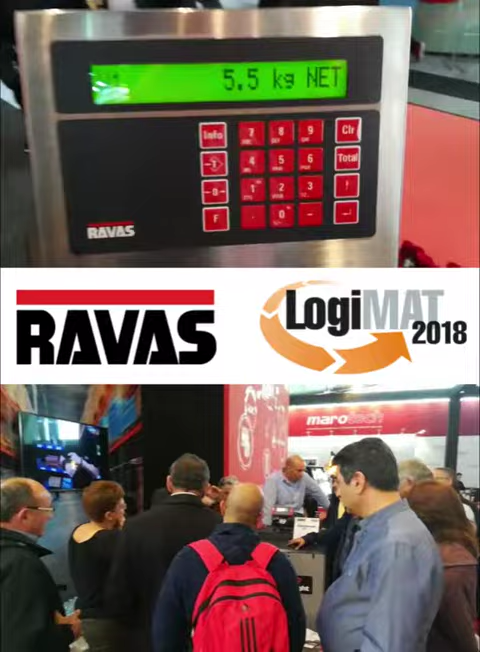 5.5 kg NET
Info 7 8 9 Clr
4 5 6 Total
-0- 1 2 3 !
F . 0 -
RAVAS
RAVAS
LogiMAT
2018
marotech